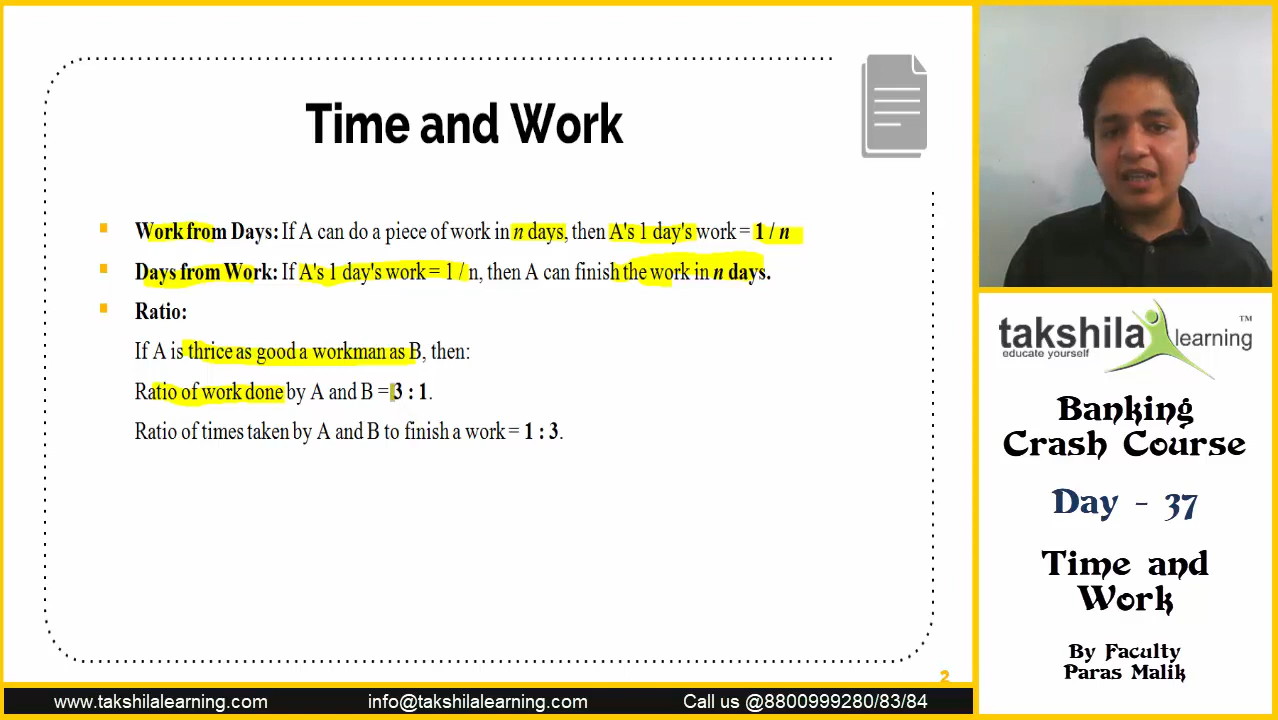 Time and Work
Work from Days: If A can do a piece of work in n days, then A's 1 day's work = 1 / n
Days from Work: If A's 1 day's work = 1 / n, then A can finish the work in n days.
Ratio:
If A is thrice as good a workman as B, then:
Ratio of work done by A and B = 3 : 1.
Ratio of times taken by A and B to finish a work = 1 : 3.
2
www.takshilalearning.com info@takshilalearning.com Call us @8800999280/83/84
takshila learning TM
educate yourself
Banking
Crash Course
Day - 37
Time and
Work
By Faculty
Paras Malik